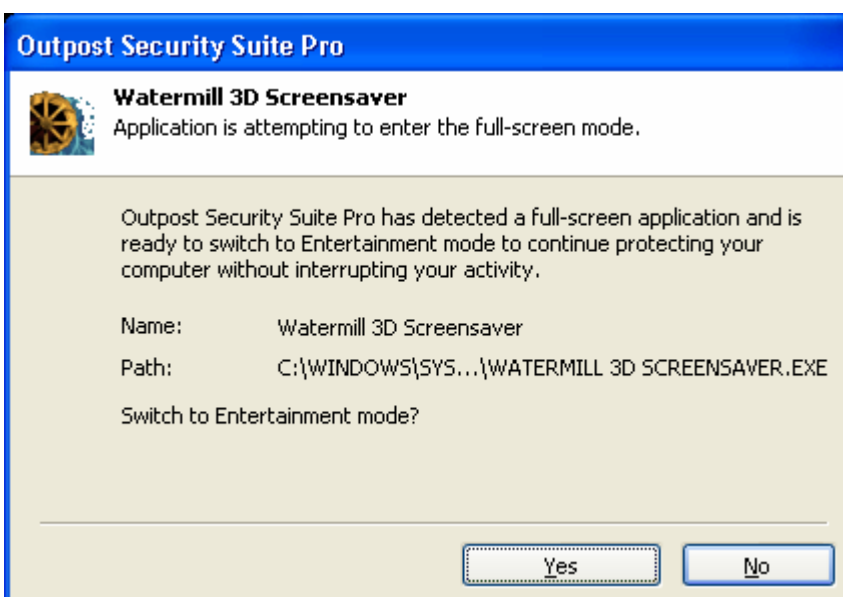 Outpost Security Suite Pro
Watermill 3D Screensaver
Application is attempting to enter the full-screen mode.
Outpost Security Suite Pro has detected a full-screen application and is
ready to switch to Entertainment mode to continue protecting your
computer without interrupting your activity.
Name: Watermill 3D Screensaver
Path: C:\WINDOWS\SYS...\WATERMILL 3D SCREENSAVER.EXE
Switch to Entertainment mode?
Yes No